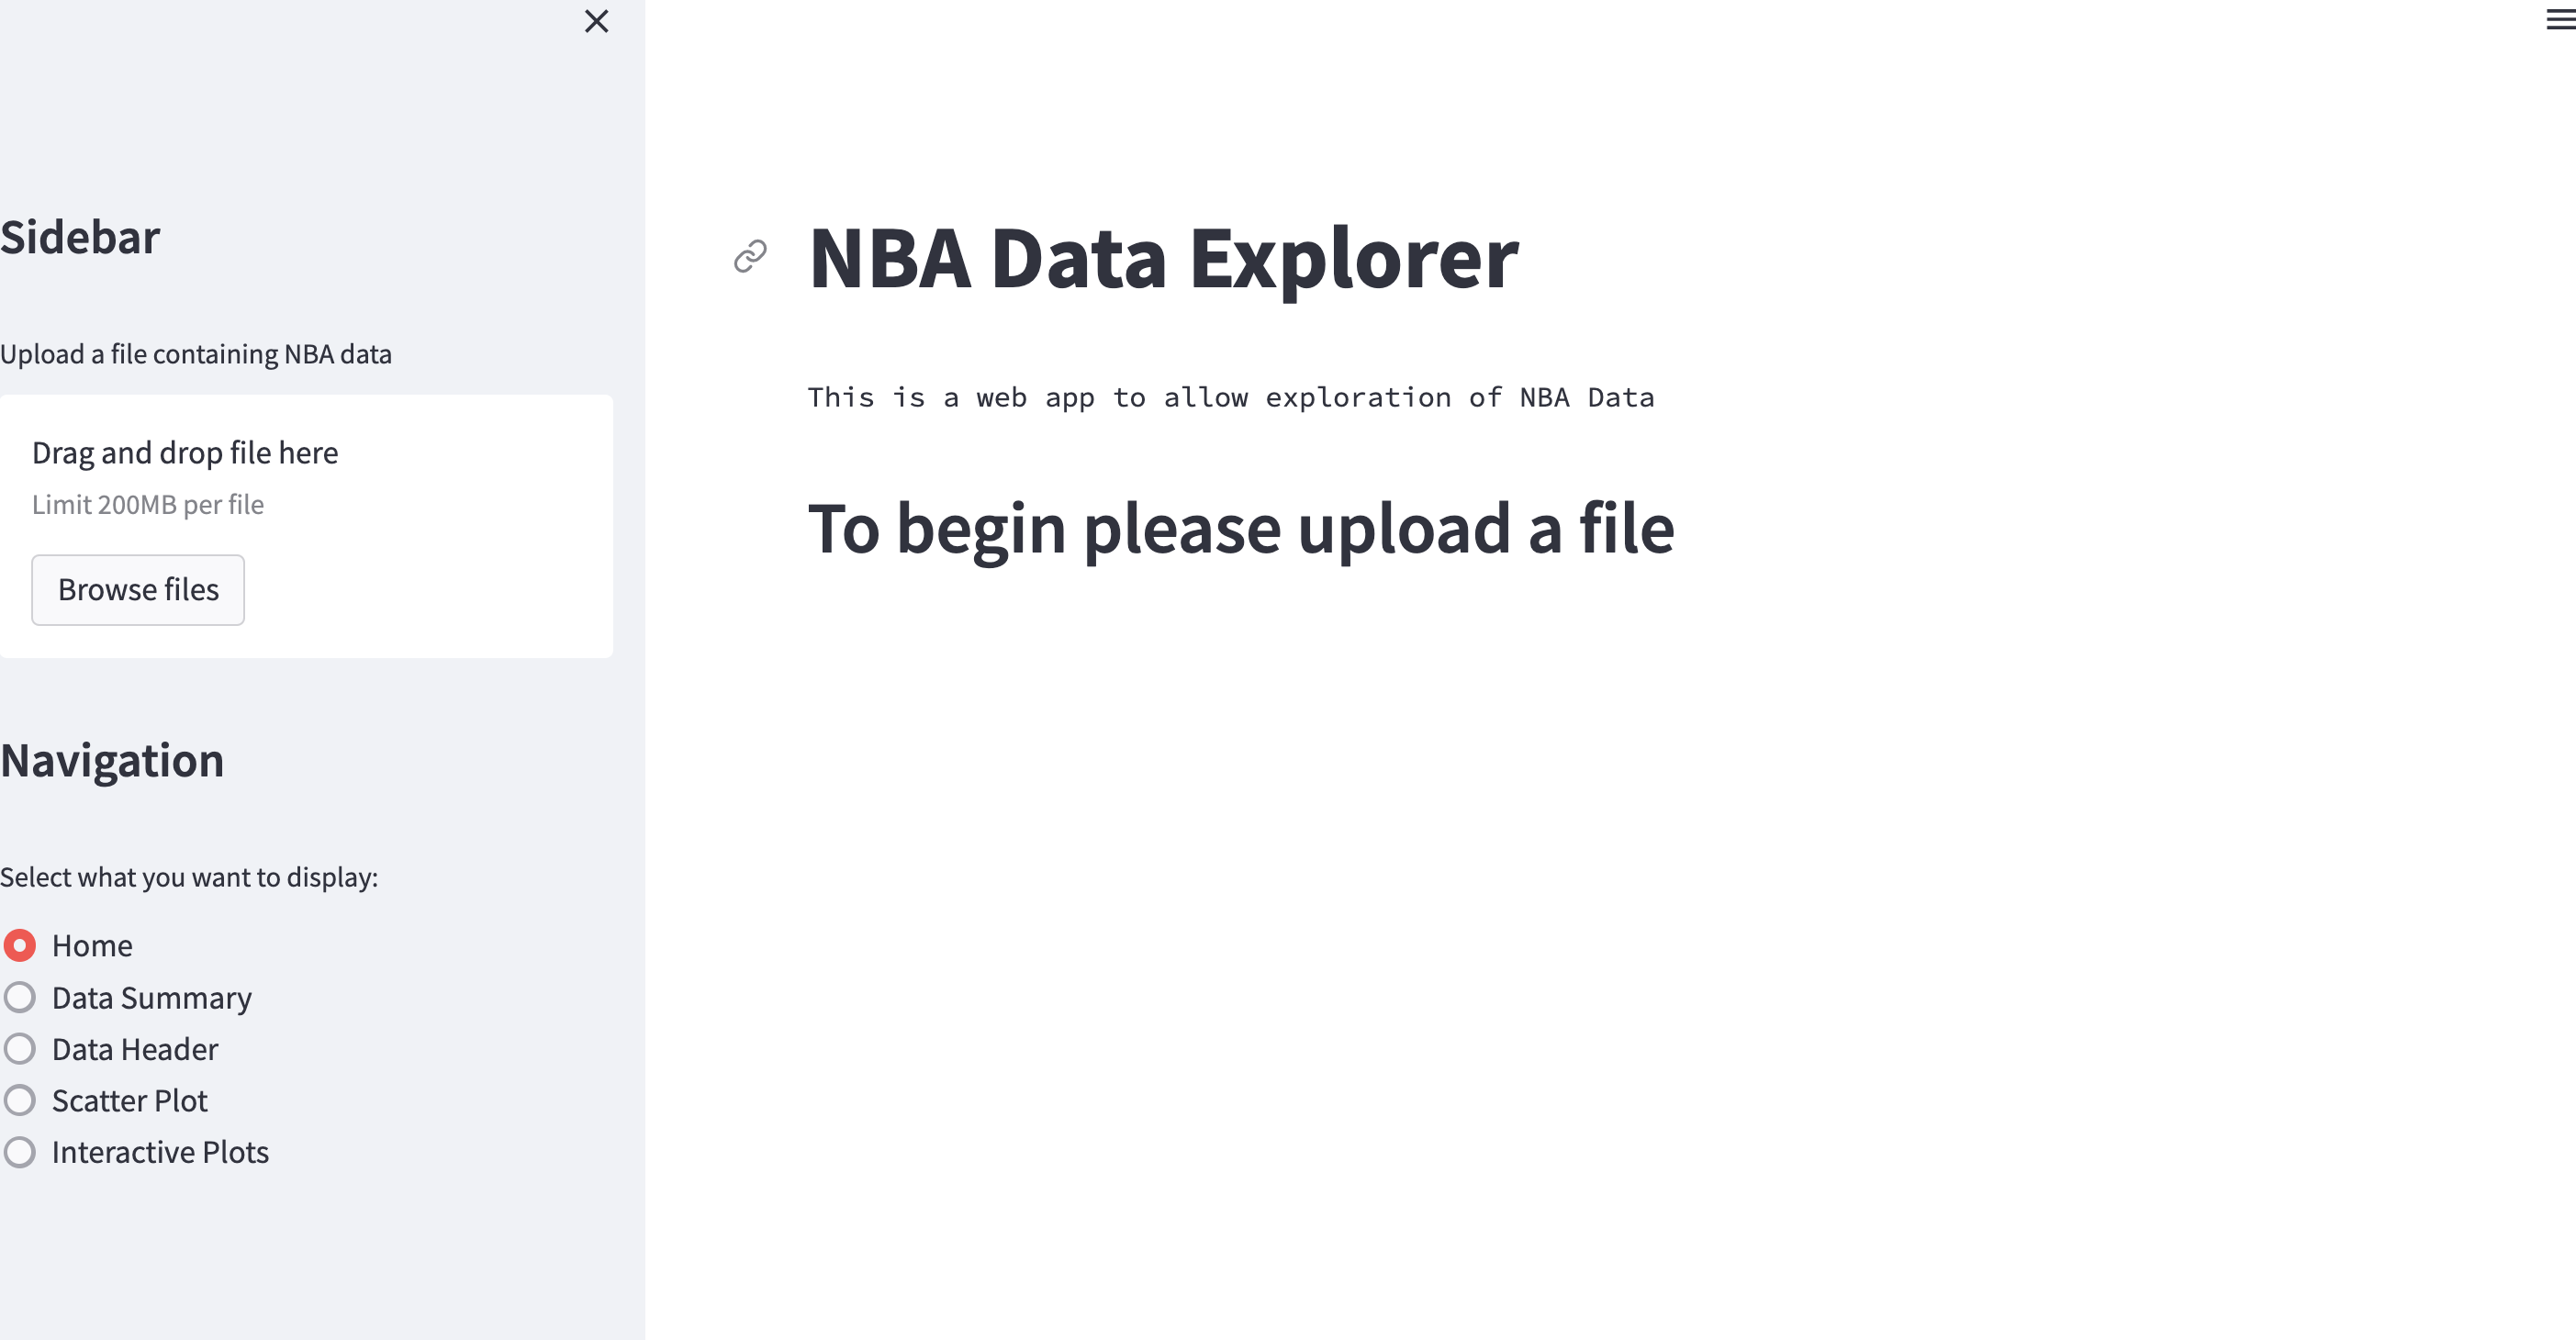 Sidebar
Upload a file containing NBA data
Drag and drop file here
Limit 200MB per file
Browse files
Navigation
Select what you want to display:
Home
Data Summary
Data Header
Scatter Plot
Interactive Plots
NBA Data Explorer
This is a web app to allow exploration of NBA Data
To begin please upload a file